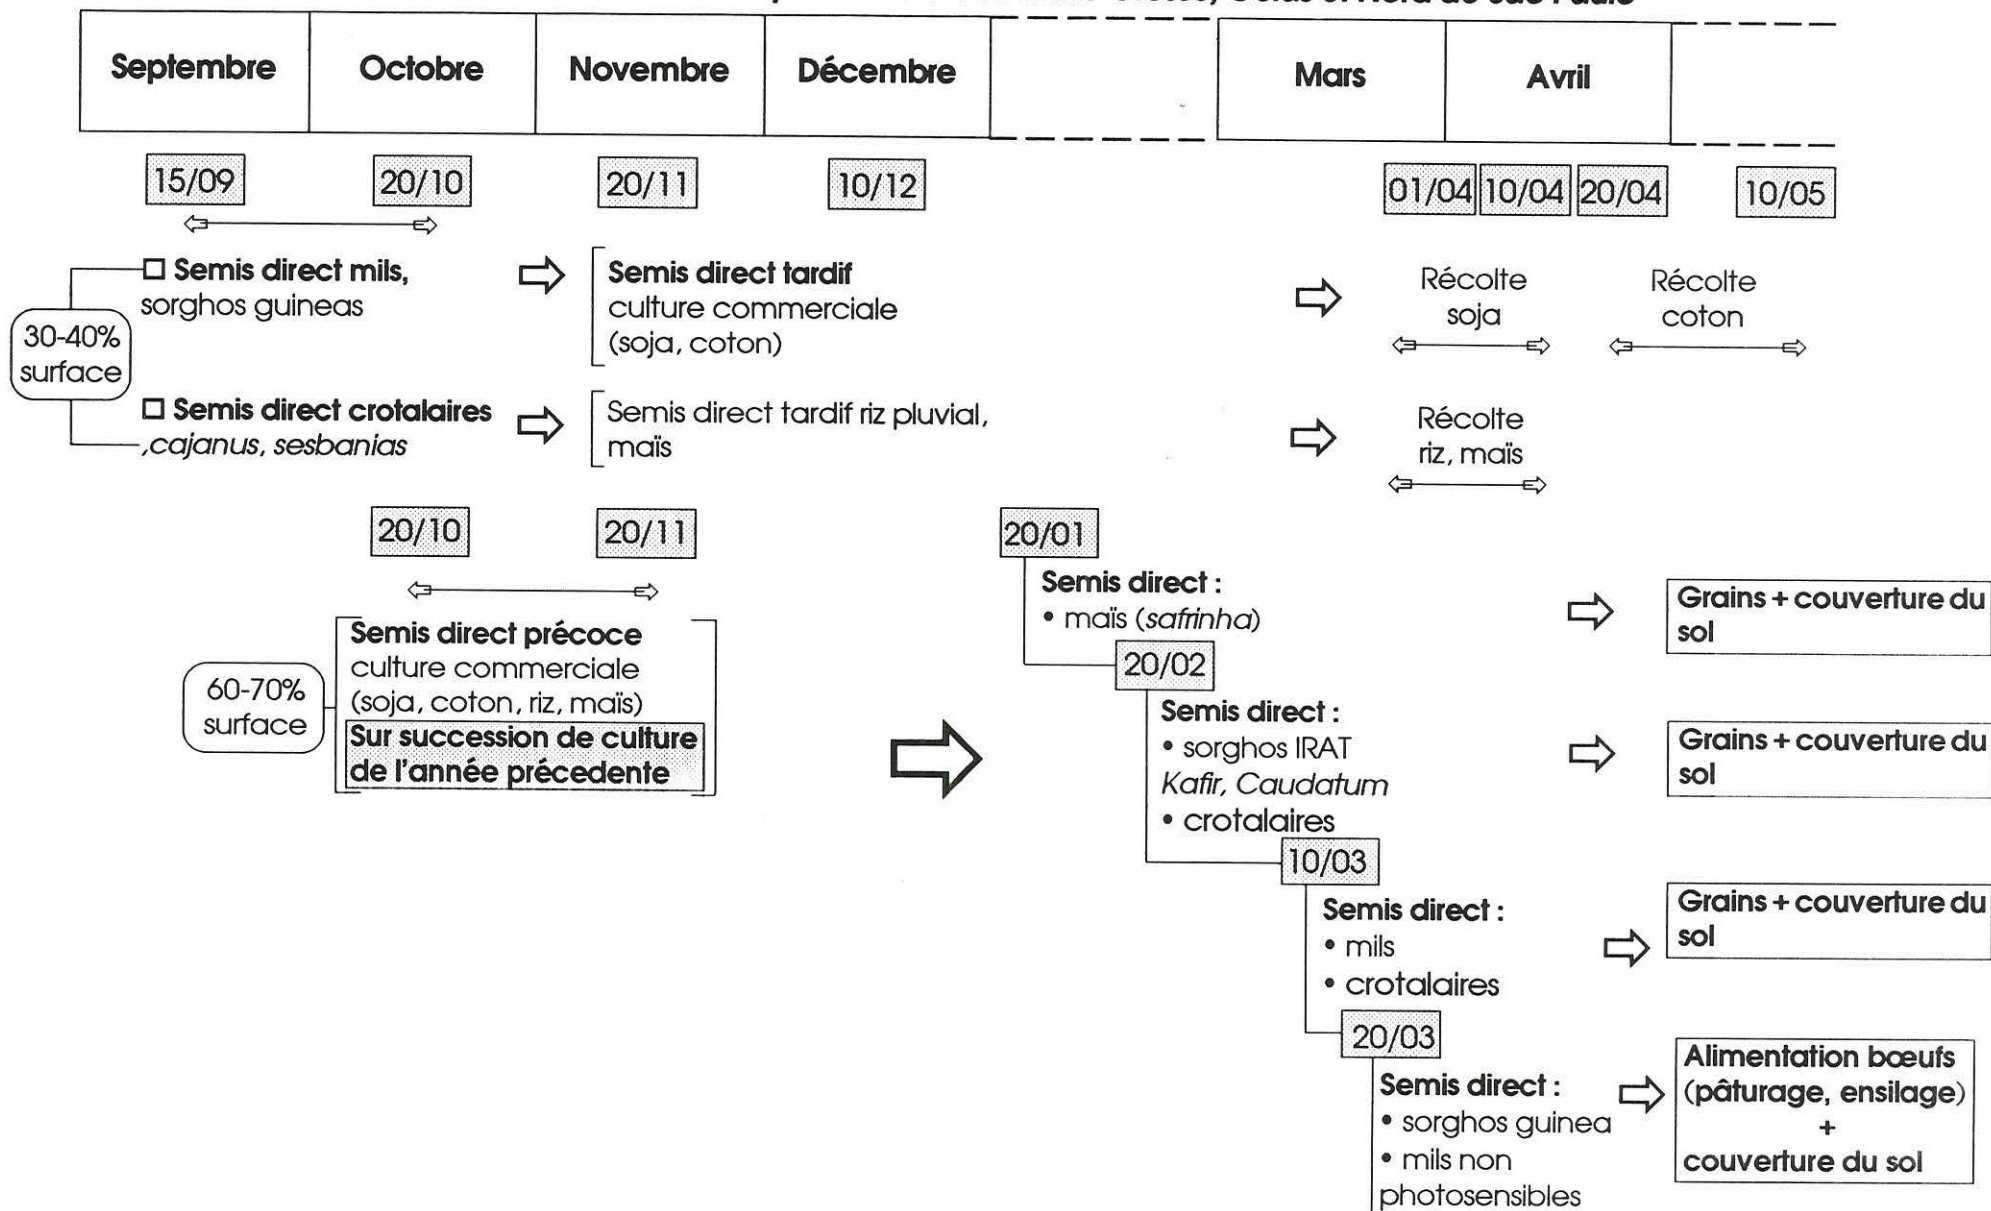 Goiás et Nord de São Paulo
Septembre
Octobre
Novembre
Décembre
Mars
Avril
15/09
20/10
20/11
10/12
01/04
10/04
20/04
10/05
30-40%
surface
□ Semis direct mils,
sorghos guineas
Semis direct tardif
culture commerciale
(soja, coton)
Récolte
soja
Récolte
coton
□ Semis direct crotalaires
,cajanus, sesbanias
Semis direct tardif riz pluvial,
maïs
Récolte
riz, maïs
20/10
20/11
60-70%
surface
Semis direct précoce
culture commerciale
(soja, coton, riz, maïs)
Sur succession de culture
de l'année précedente
20/01
Semis direct :
• maïs (safrinha)
Grains + couverture du
sol
20/02
Semis direct :
• sorghos IRAT
Kafir, Caudatum
• crotalaires
Grains + couverture du
sol
10/03
Semis direct :
• mils
• crotalaires
Grains + couverture du
sol
20/03
Semis direct :
• sorghos guinea
• mils non
photosensibles
Alimentation bœufs
(pâturage, ensilage)
+
couverture du sol